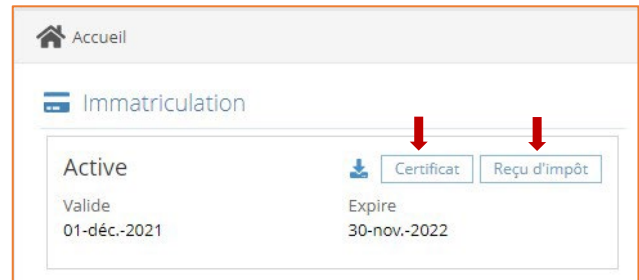 Accueil
Immatriculation
Active Certificat Reçu d'impôt
Valide Expire
01-déc.-2021 30-nov.-2022